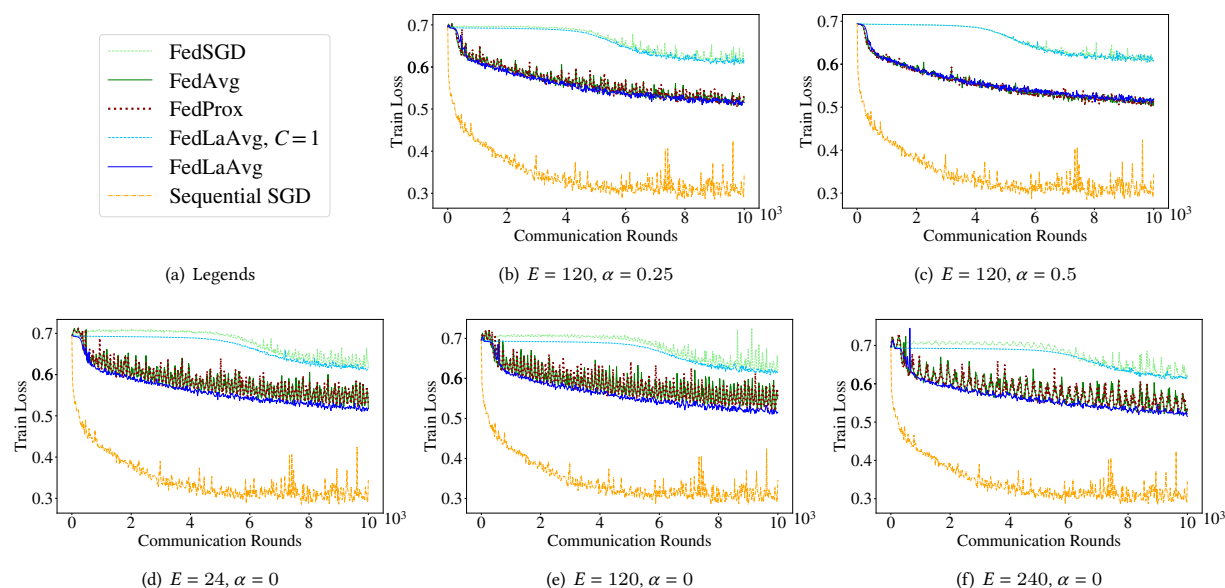 FedSGD
FedAvg
FedProx
FedLaAvg, C = 1
FedLaAvg
Sequential SGD
(a) Legends
Train Loss
0.7
0.6
0.5
0.4
0.3
0 2 4 6 8 10 10³
Communication Rounds
(b) E = 120, α = 0.25
Train Loss
0.7
0.6
0.5
0.4
0.3
0 2 4 6 8 10 10³
Communication Rounds
(c) E = 120, α = 0.5
Train Loss
0.7
0.6
0.5
0.4
0.3
0 2 4 6 8 10 10³
Communication Rounds
(d) E = 24, α = 0
Train Loss
0.7
0.6
0.5
0.4
0.3
0 2 4 6 8 10 10³
Communication Rounds
(e) E = 120, α = 0
Train Loss
0.7
0.6
0.5
0.4
0.3
0 2 4 6 8 10 10³
Communication Rounds
(f) E = 240, α = 0